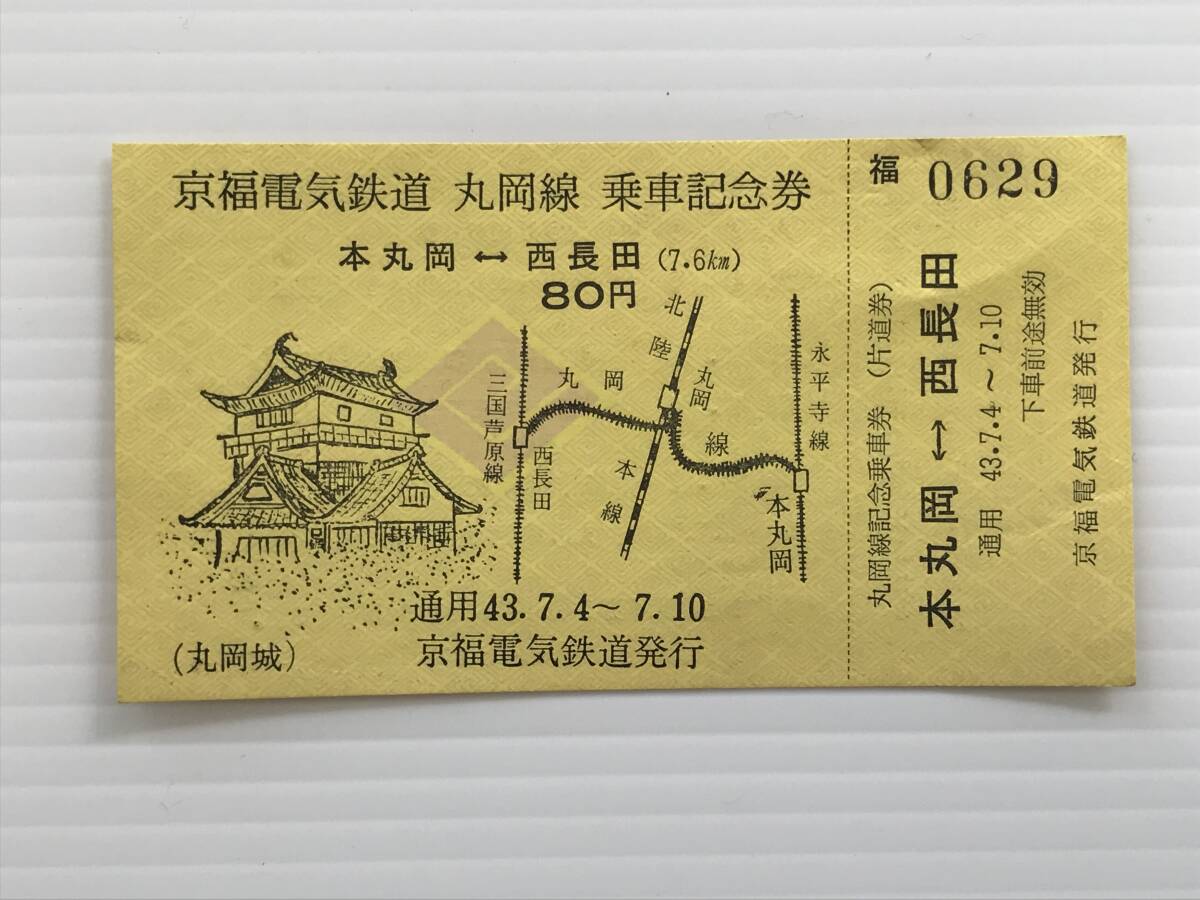 京福電気鉄道 丸岡線 乗車記念券
本丸岡 ↔ 西長田 (7.6km)
80円
三国芦原線
西長田
丸岡線
北陸本線
丸岡
永平寺線
本丸岡
通用43.7.4～7.10
京福電気鉄道発行
(丸岡城)
福 0629
丸岡線記念乗車券 (片道券)
本丸岡 ↔ 西長田
通用 43.7.4～7.10
下車前途無効
京福電気鉄道発行